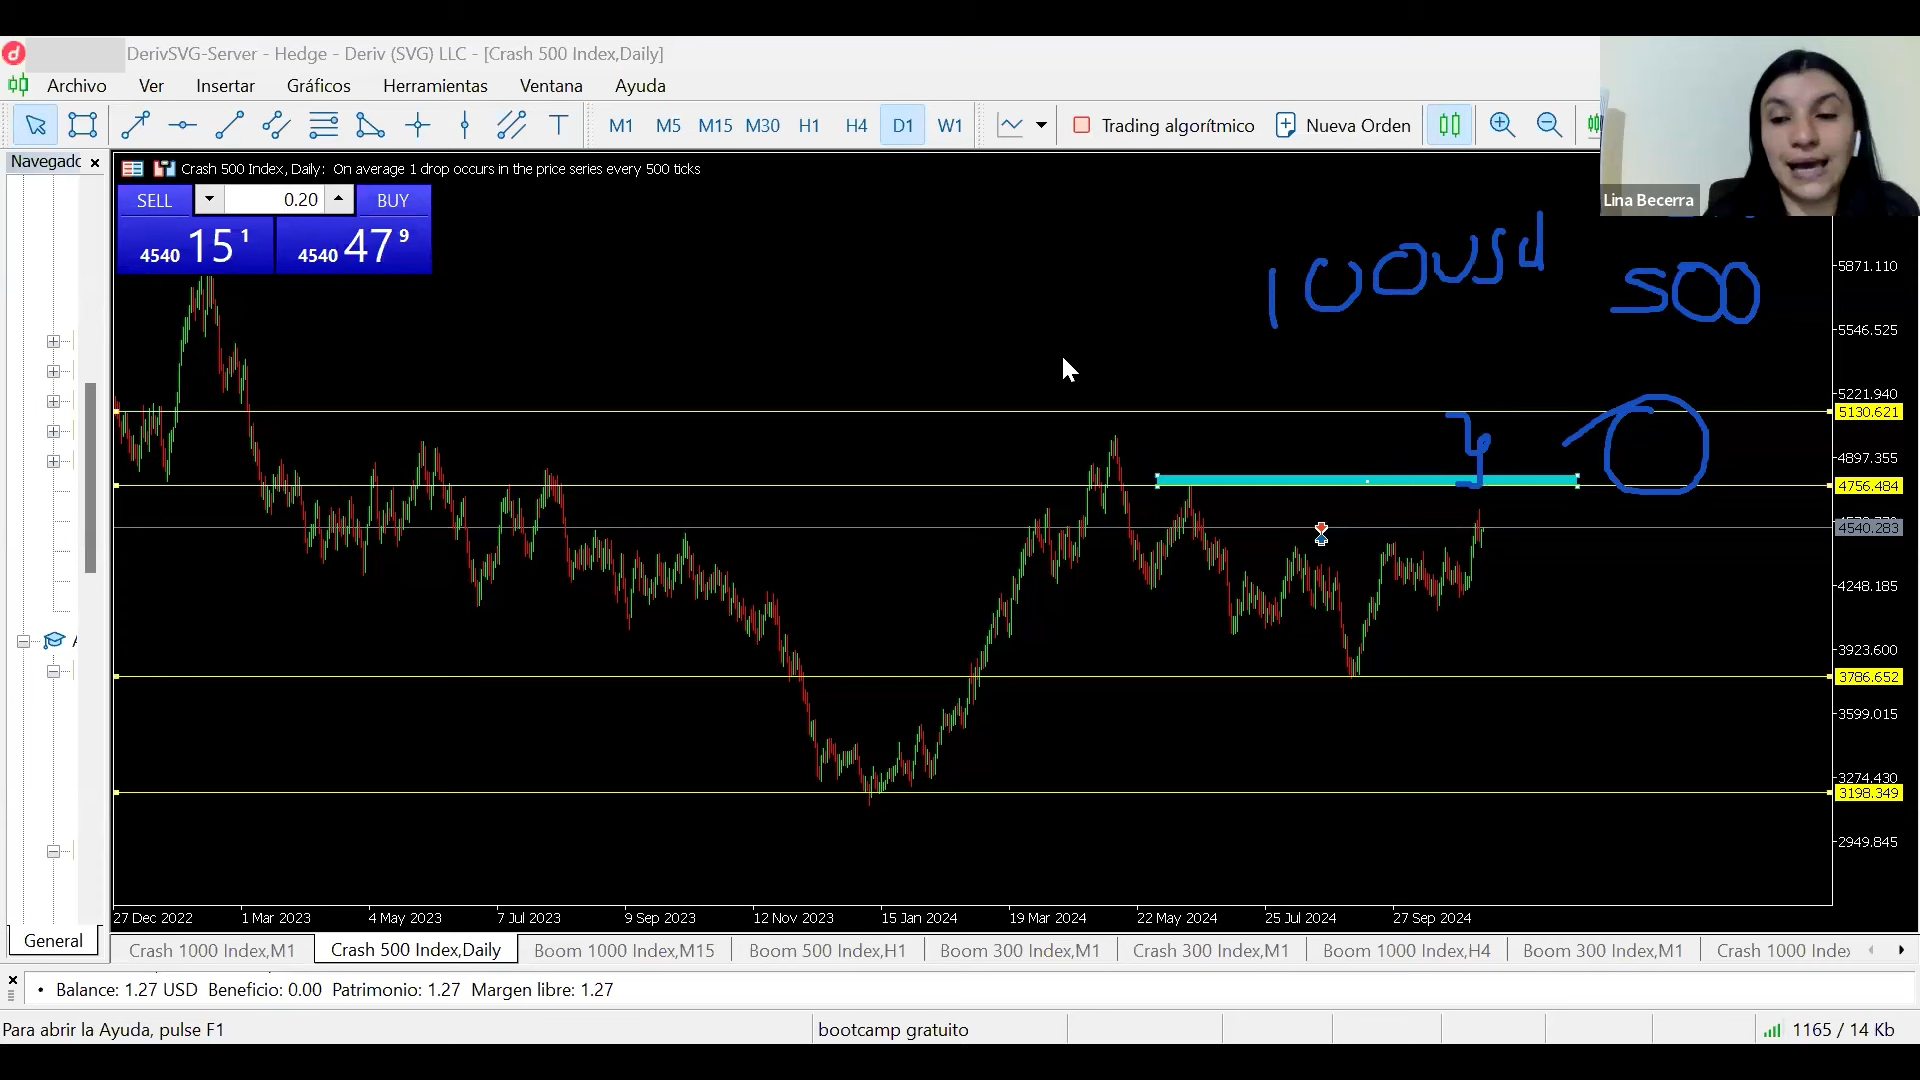 DerivSVG-Server - Hedge - Deriv (SVG) LLC - [Crash 500 Index,Daily]
Archivo Ver Insertar Gráficos Herramientas Ventana Ayuda
M1 M5 M15 M30 H1 H4 D1 W1 Trading algorítmico Nueva Orden
Lina Becerra
Navegado
Crash 500 Index, Daily: On average 1 drop occurs in the price series every 500 ticks
SELL 0.20 BUY
4540 15 1 4540 47 9
100 USd 500
5871.110
5546.525
5221.940
5130.621
4897.355
4756.484
4540.283
4248.185
3923.600
3786.652
3599.015
3274.430
3198.349
2949.845
27 Dec 2022 1 Mar 2023 4 May 2023 7 Jul 2023 9 Sep 2023 12 Nov 2023 15 Jan 2024 19 Mar 2024 22 May 2024 25 Jul 2024 27 Sep 2024
General
Crash 1000 Index,M1 Crash 500 Index,Daily Boom 1000 Index,M15 Boom 500 Index,H1 Boom 300 Index,M1 Crash 300 Index,M1 Boom 1000 Index,H4 Boom 300 Index,M1 Crash 1000 Index
Balance: 1.27 USD Beneficio: 0.00 Patrimonio: 1.27 Margen libre: 1.27
Para abrir la Ayuda, pulse F1
bootcamp gratuito
1165 / 14 Kb